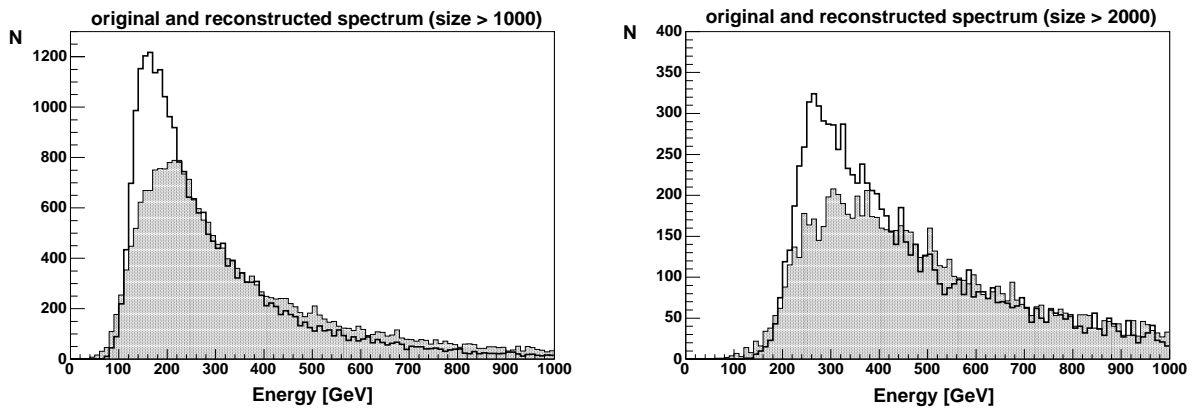 original and reconstructed spectrum (size > 1000)
N
1200
1000
800
600
400
200
0
0 100 200 300 400 500 600 700 800 900 1000
Energy [GeV]
original and reconstructed spectrum (size > 2000)
N
400
350
300
250
200
150
100
50
0
0 100 200 300 400 500 600 700 800 900 1000
Energy [GeV]